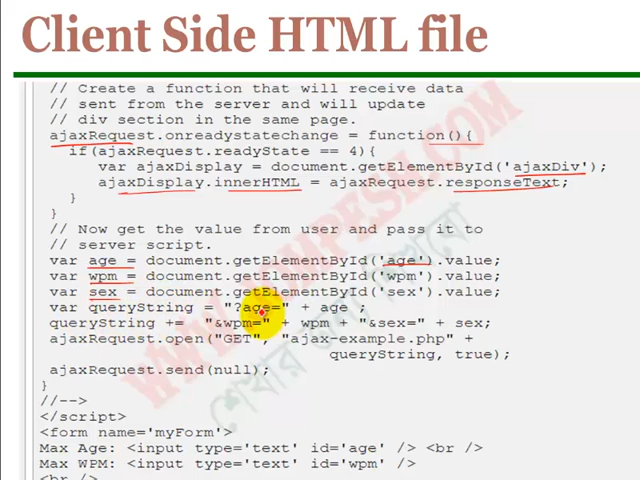 Client Side HTML file
// Create a function that will receive data
// sent from the server and will update
// div section in the same page.
ajaxRequest.onreadystatechange = function(){
if(ajaxRequest.readyState == 4){
var ajaxDisplay = document.getElementById('ajaxDiv');
ajaxDisplay.innerHTML = ajaxRequest.responseText;
}
}
// Now get the value from user and pass it to
// server script.
var age = document.getElementById('age').value;
var wpm = document.getElementById('wpm').value;
var sex = document.getElementById('sex').value;
var queryString = "?age=" + age ;
queryString += "&wpm=" + wpm + "&sex=" + sex;
ajaxRequest.open("GET", "ajax-example.php" +
queryString, true);
ajaxRequest.send(null);
}
//-->
</script>
<form name='myForm'>
Max Age: <input type='text' id='age' /> <br />
Max WPM: <input type='text' id='wpm' />
<br />